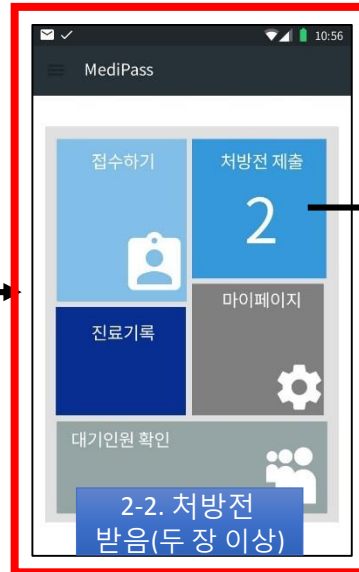 10:56
MediPass
접수하기
처방전 제출
2
마이페이지
진료기록
대기인원 확인
2-2. 처방전
받음(두 장 이상)